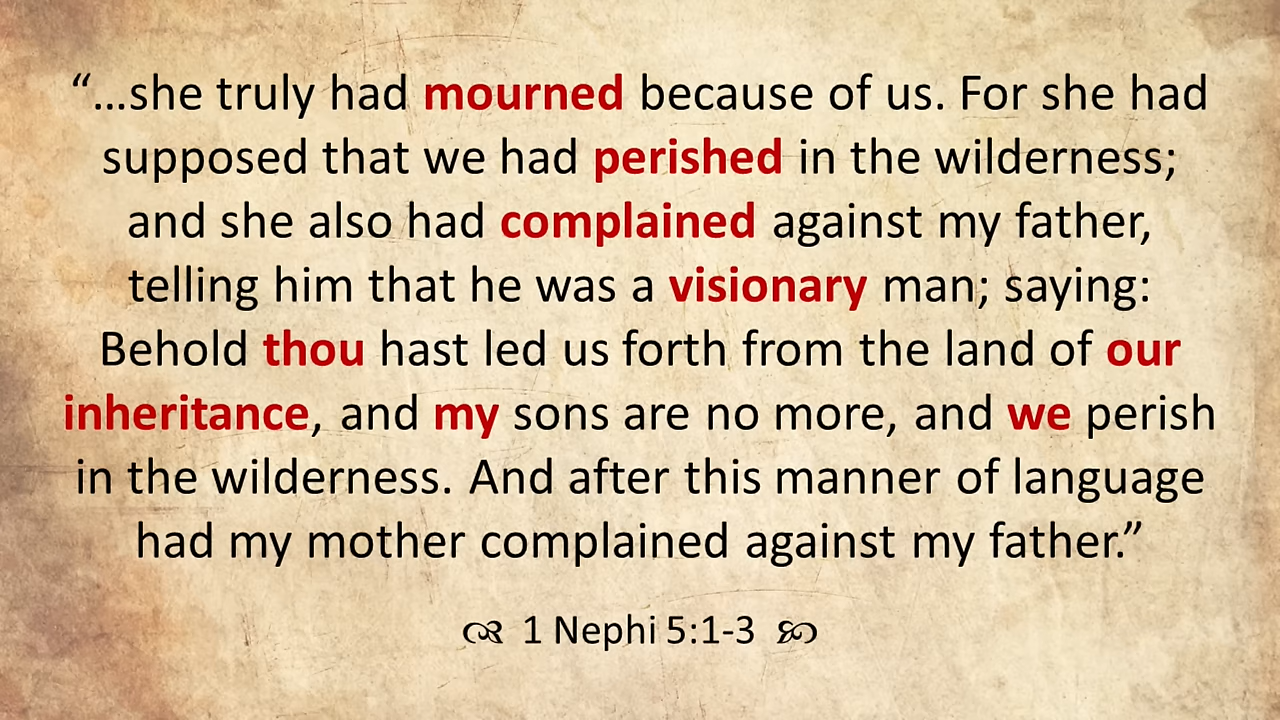 “…she truly had mourned because of us. For she had
supposed that we had perished in the wilderness;
and she also had complained against my father,
telling him that he was a visionary man; saying:
Behold thou hast led us forth from the land of our
inheritance, and my sons are no more, and we perish
in the wilderness. And after this manner of language
had my mother complained against my father.”
1 Nephi 5:1-3